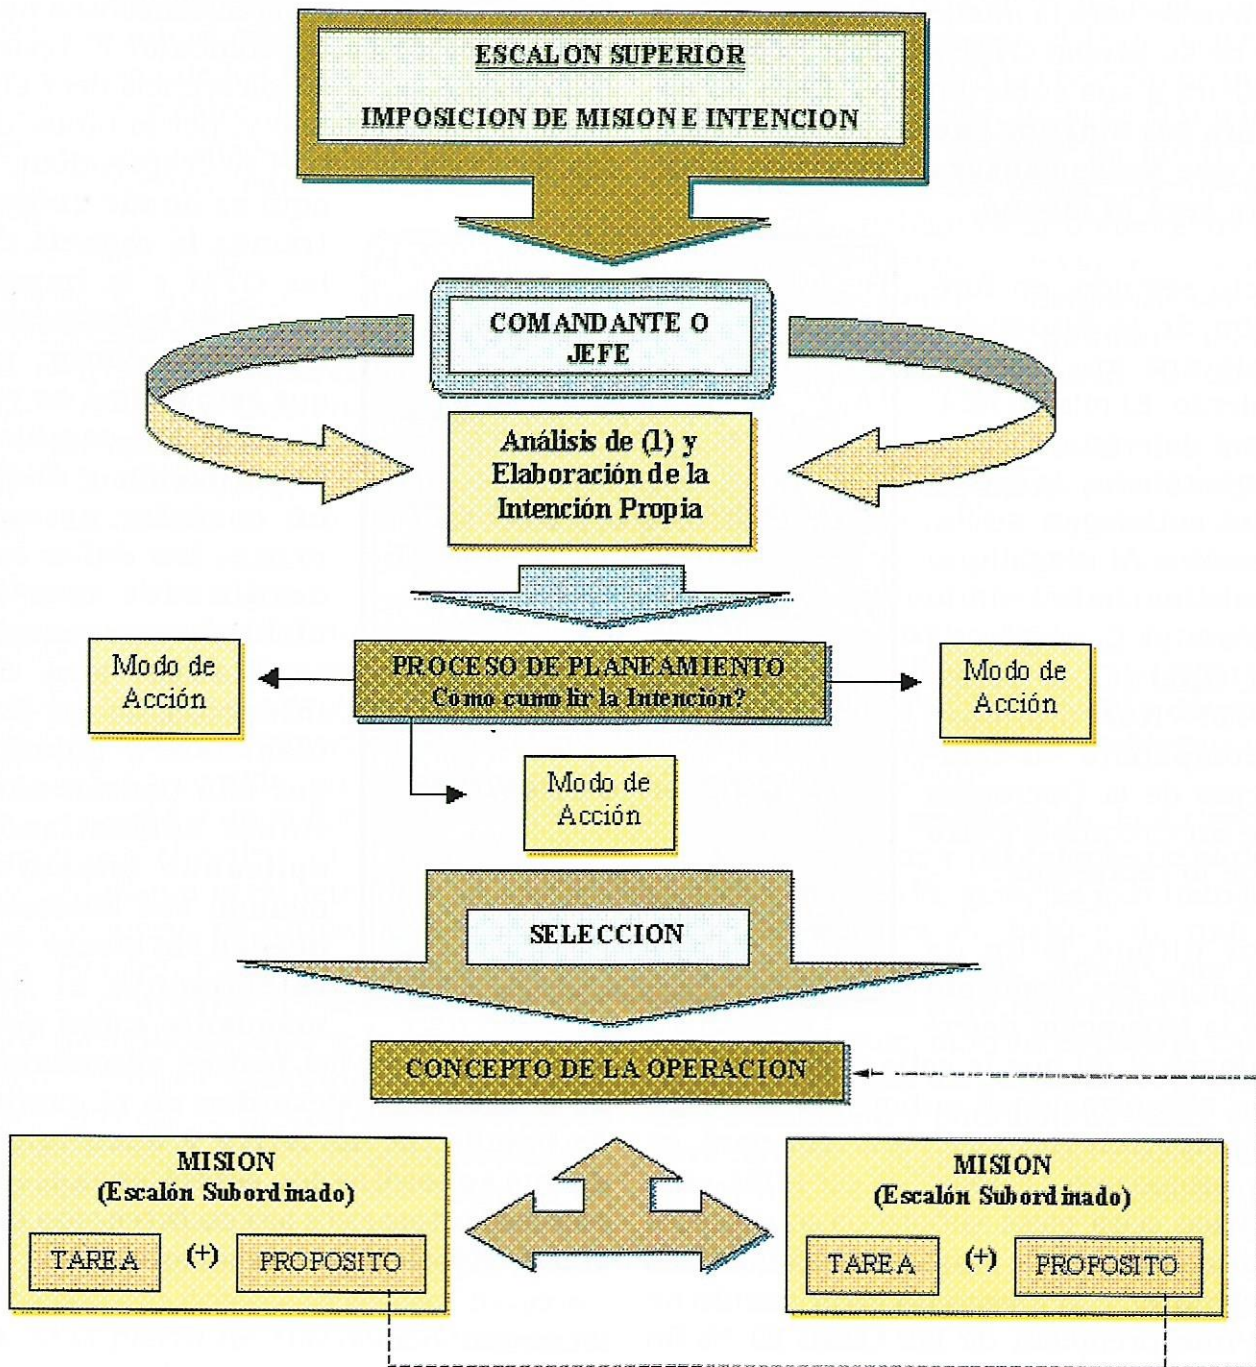 ESCALON SUPERIOR
IMPOSICION DE MISION E INTENCION
COMANDANTE O
JEFE
Análisis de (1) y
Elaboración de la
Intención Propia
PROCESO DE PLANEAMIENTO
Como cumplir la Intención?
Modo de
Acción
Modo de
Acción
Modo de
Acción
SELECCION
CONCEPTO DE LA OPERACION
MISION
(Escalón Subordinado)
TAREA (+) PROPOSITO
MISION
(Escalón Subordinado)
TAREA (+) PROPOSITO